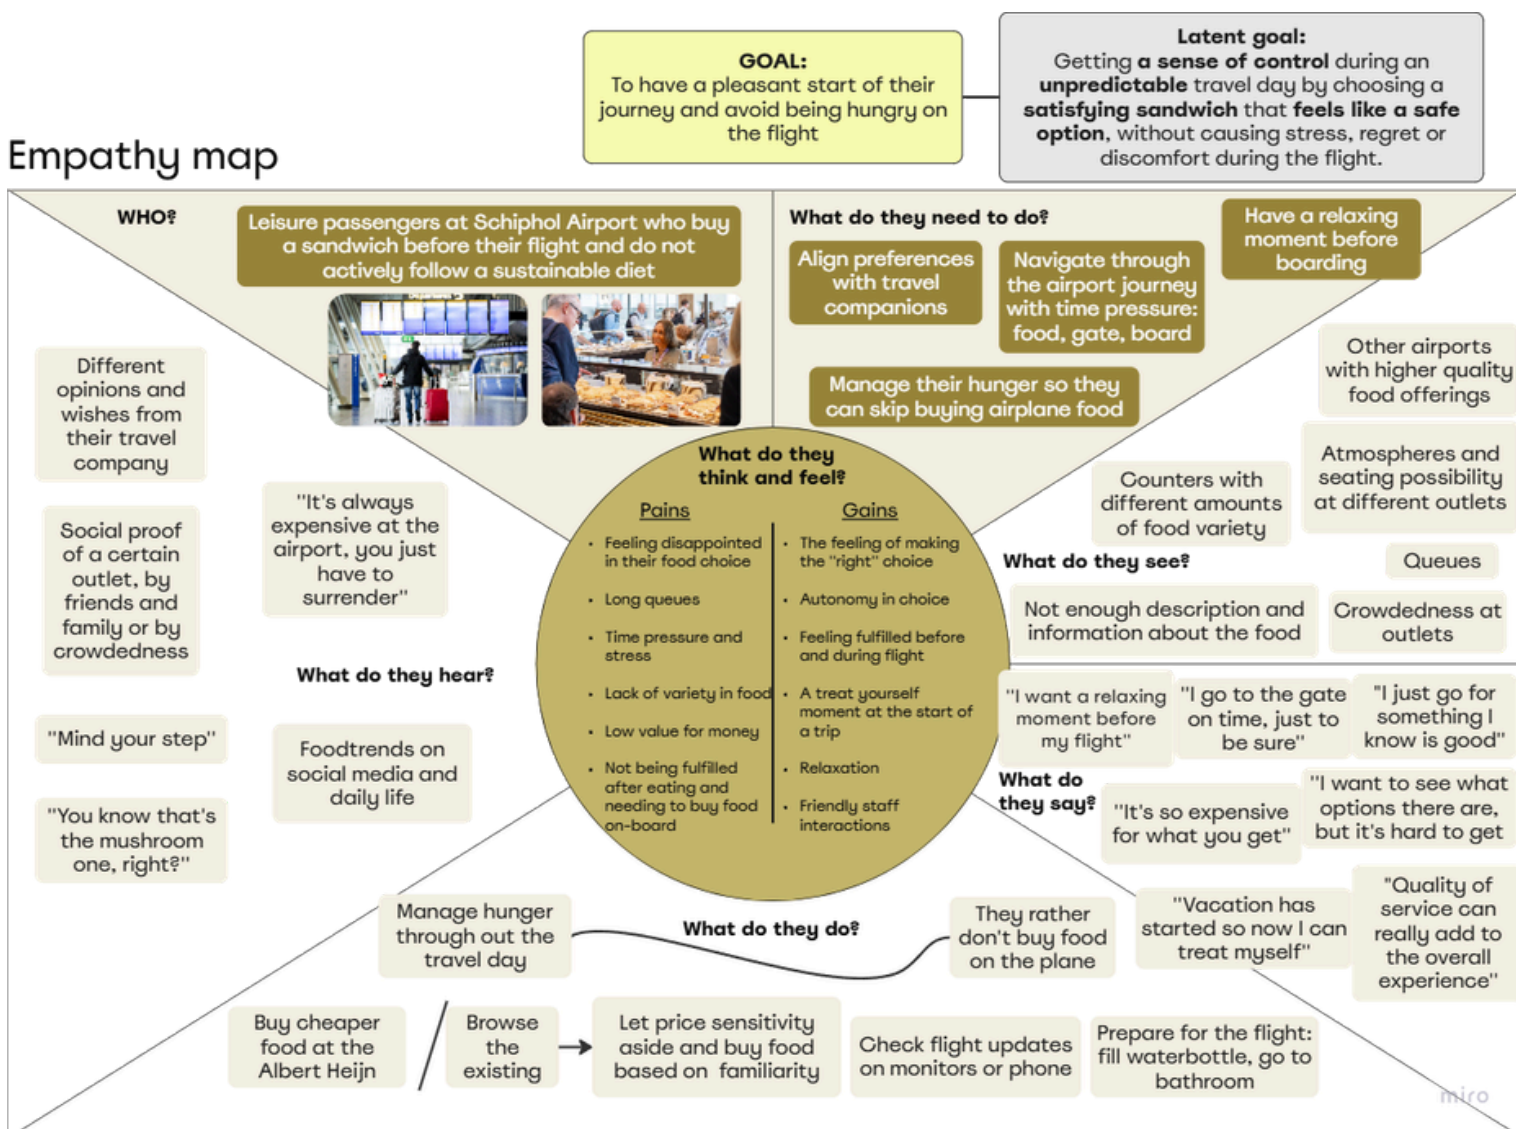 GOAL:
To have a pleasant start of their
journey and avoid being hungry on
the flight
Latent goal:
Getting a sense of control during an
unpredictable travel day by choosing a
satisfying sandwich that feels like a safe
option, without causing stress, regret or
discomfort during the flight.
Empathy map
WHO?
Leisure passengers at Schiphol Airport who buy
a sandwich before their flight and do not
actively follow a sustainable diet
What do they need to do?
Align preferences
with travel
companions
Navigate through
the airport journey
with time pressure:
food, gate, board
Have a relaxing
moment before
boarding
Manage their hunger so they
can skip buying airplane food
Different
opinions and
wishes from
their travel
company
Social proof
of a certain
outlet, by
friends and
family or by
crowdedness
"It's always
expensive at the
airport, you just
have to
surrender"
What do they hear?
"Mind your step"
Foodtrends on
social media and
daily life
"You know that's
the mushroom
one, right?"
What do they
think and feel?
Pains
• Feeling disappointed
in their food choice
• Long queues
• Time pressure and
stress
• Lack of variety in food
• Low value for money
• Not being fulfilled
after eating and
needing to buy food
on-board
Gains
• The feeling of making
the "right" choice
• Autonomy in choice
• Feeling fulfilled before
and during flight
• A treat yourself
moment at the start of
a trip
• Relaxation
• Friendly staff
interactions
Other airports
with higher quality
food offerings
Counters with
different amounts
of food variety
Atmospheres and
seating possibility
at different outlets
What do they see?
Queues
Not enough description and
information about the food
Crowdedness at
outlets
"I want a relaxing
moment before
my flight"
"I go to the gate
on time, just to
be sure"
"I just go for
something I
know is good"
What do
they say?
"It's so expensive
for what you get"
"I want to see what
options there are,
but it's hard to get
"Vacation has
started so now I can
treat myself"
"Quality of
service can
really add to
the overall
experience"
What do they do?
Manage hunger
through out the
travel day
They rather
don't buy food
on the plane
Buy cheaper
food at the
Albert Heijn
Browse
the
existing
Let price sensitivity
aside and buy food
based on familiarity
Check flight updates
on monitors or phone
Prepare for the flight:
fill waterbottle, go to
bathroom
miro